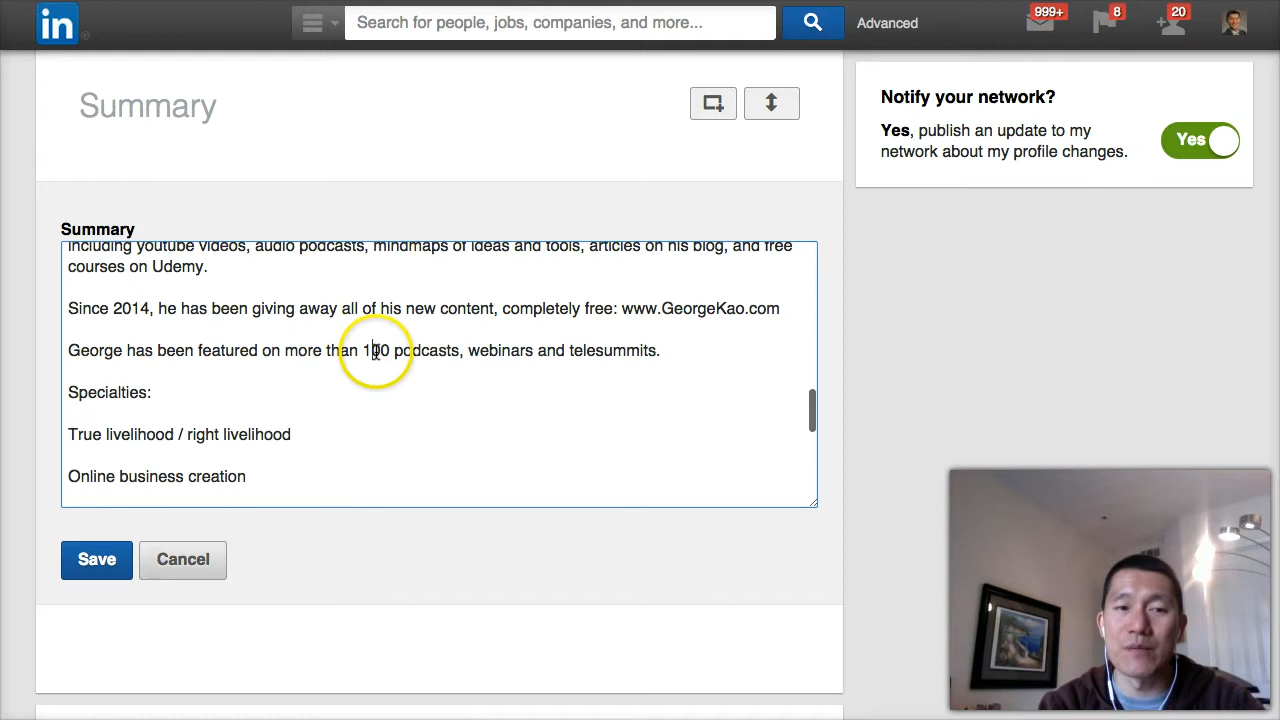 in
Search for people, jobs, companies, and more...
Advanced
999+
8
20
Summary
Notify your network?
Yes, publish an update to my
network about my profile changes.
Yes
Summary
including youtube videos, audio podcasts, mindmaps of ideas and tools, articles on his blog, and free
courses on Udemy.
Since 2014, he has been giving away all of his new content, completely free: www.GeorgeKao.com
George has been featured on more than 100 podcasts, webinars and telesummits.
Specialties:
True livelihood / right livelihood
Online business creation
Save
Cancel